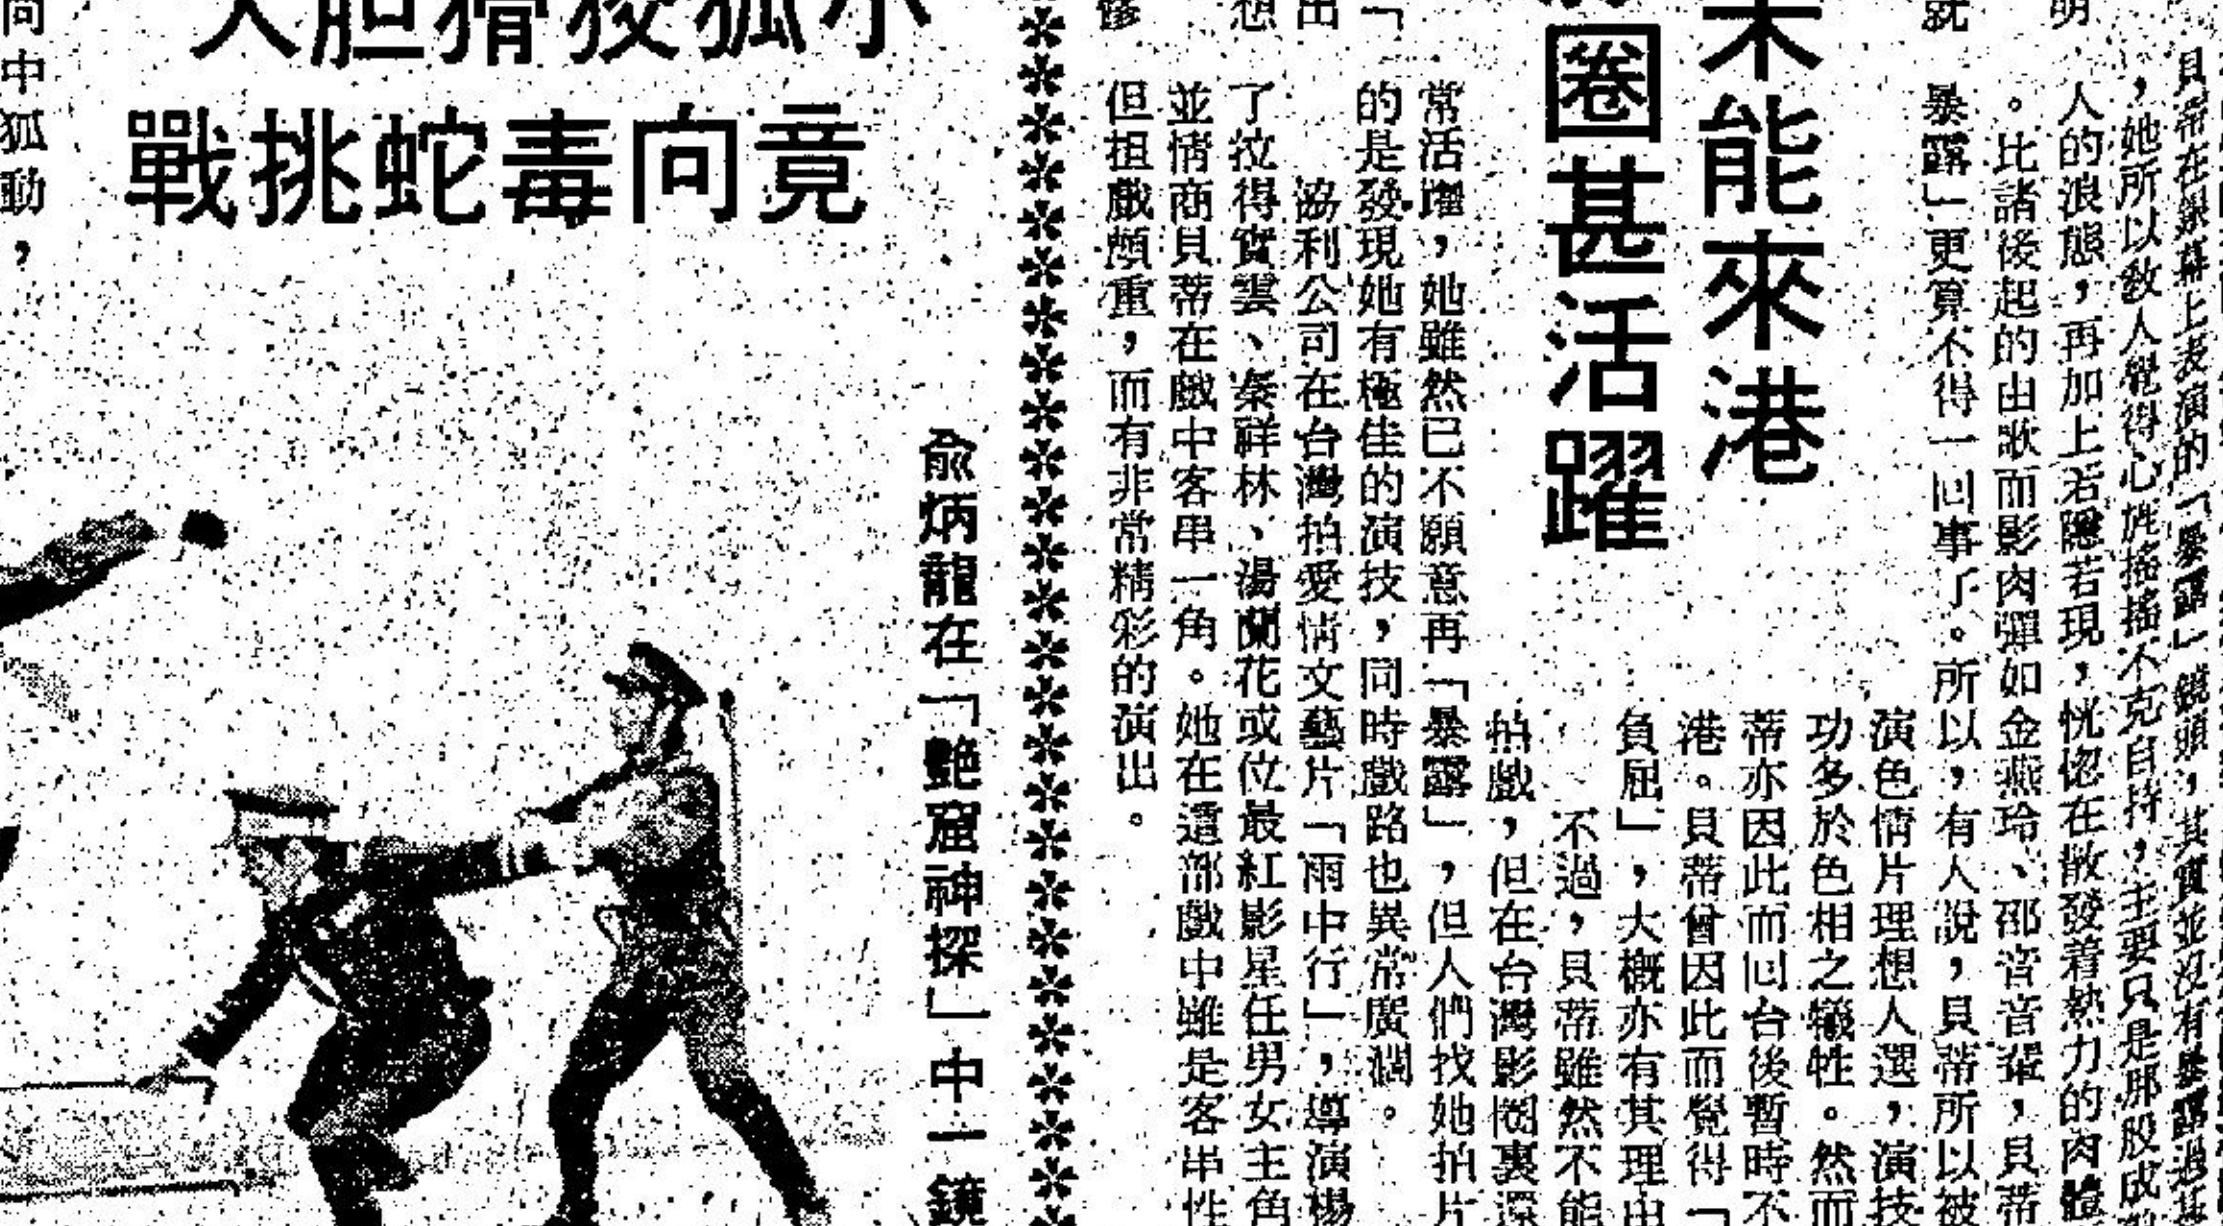 貝蒂在銀幕上表演的「暴露」鏡頭,其實並沒有暴露過其
,她所以敎人覺得心旌搖搖不克自持,主要只是那股成
明
人的浪態,再加上若隱若現,恍惚在散發着熱力的肉體
。比諸後起的由歌而影肉彈如金燕玲、邵音音輩,貝蒂
就
暴露」更算不得一回事了。所以,有人說,貝蒂所以被
演色情片理想人選,演技
功多於色相之犧牲。然而
蒂亦因此而回台後暫時不
港。貝蒂曾因此而覺得「
負屈」,大概亦有其理由
未能來港
圈甚活躍
不過,貝蒂雖然不能
拍戲,但在台灣影圈裏還
常活躍,她雖然已不願意再「暴露」,但人們找她拍片
「
的是發現她有極佳的演技,同時戲路也異常廣濶。
出
協利公司在台灣拍愛情文藝片「雨中行」,導演楊
想
了得雲、秦祥林、湯蘭花或位最紅影星任男女主角
並情商貝蒂在戲中客串一角。她在這部戲中雖是客串性
但担戲頗重,而有非常精彩的演出。
小狐狡猾胆大
竟向毒蛇挑戰
俞炳龍在「艷窟神探」中一鏡
向中狐動,